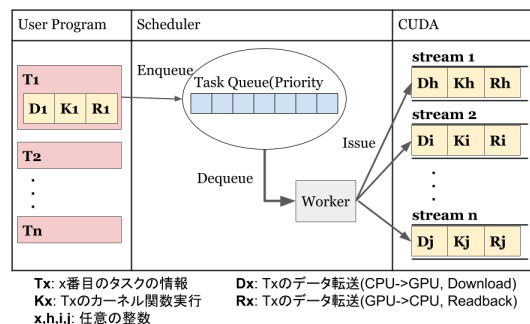 User Program
Scheduler
CUDA
T1
D1 K1 R1
T2
Tn
Enqueue
Task Queue(Priority
Dequeue
Worker
Issue
stream 1
Dh Kh Rh
stream 2
Di Ki Ri
stream n
Dj Kj Rj
Tx: x番目のタスクの情報
Dx: Txのデータ転送(CPU->GPU, Download)
Kx: Txのカーネル関数実行
Rx: Txのデータ転送(GPU->CPU, Readback)
x,h,i,j: 任意の整数